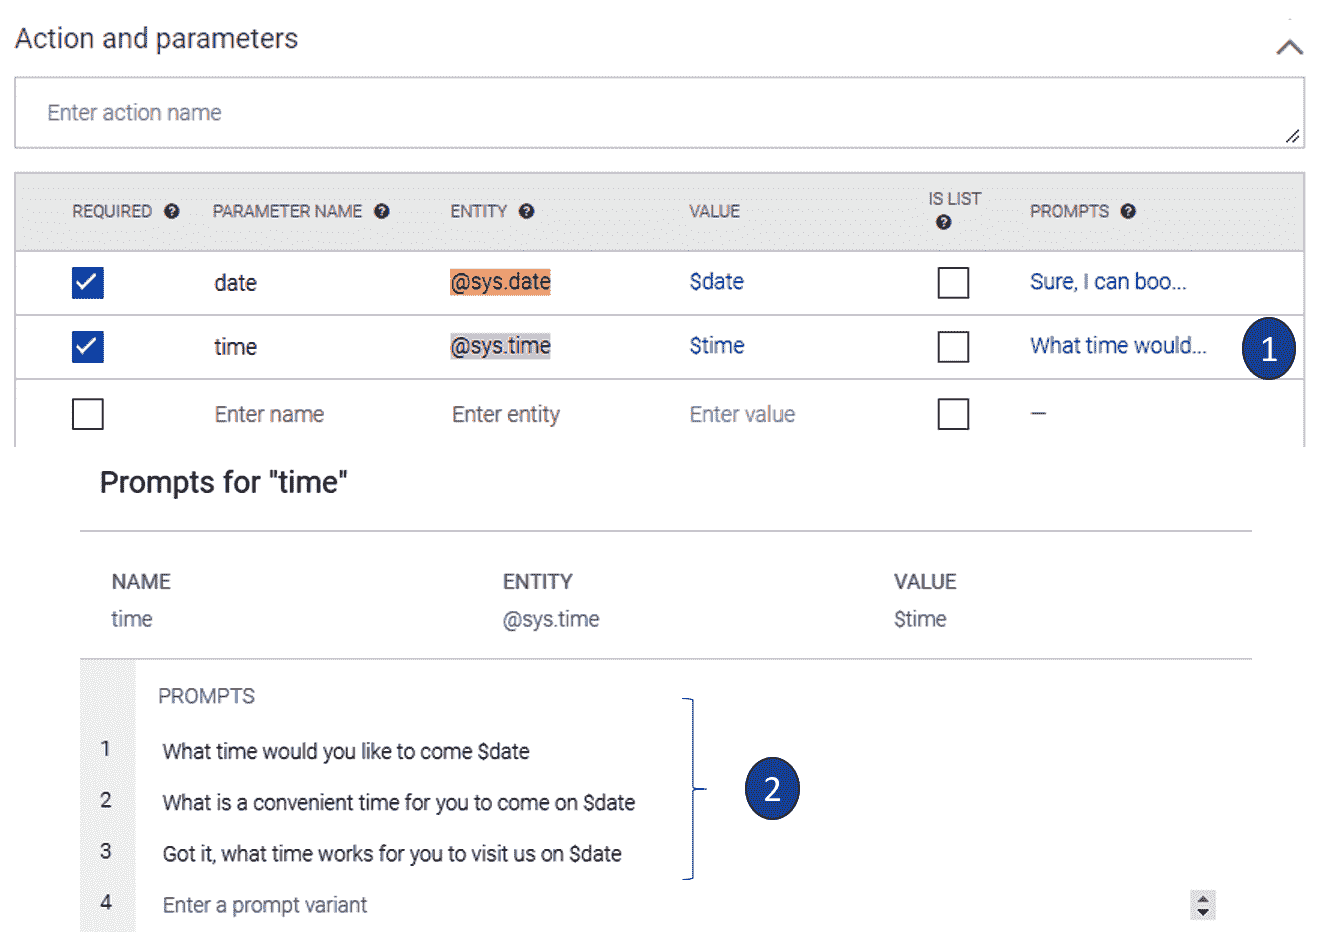 Action and parameters
Enter action name
REQUIRED ? PARAMETER NAME ? ENTITY ? VALUE IS LIST ? PROMPTS ?
date @sys.date $date Sure, I can boo...
time @sys.time $time What time would... 1
Enter name Enter entity Enter value —
Prompts for "time"
NAME ENTITY VALUE
time @sys.time $time
PROMPTS
1 What time would you like to come $date
2 What is a convenient time for you to come on $date
2
3 Got it, what time works for you to visit us on $date
4 Enter a prompt variant